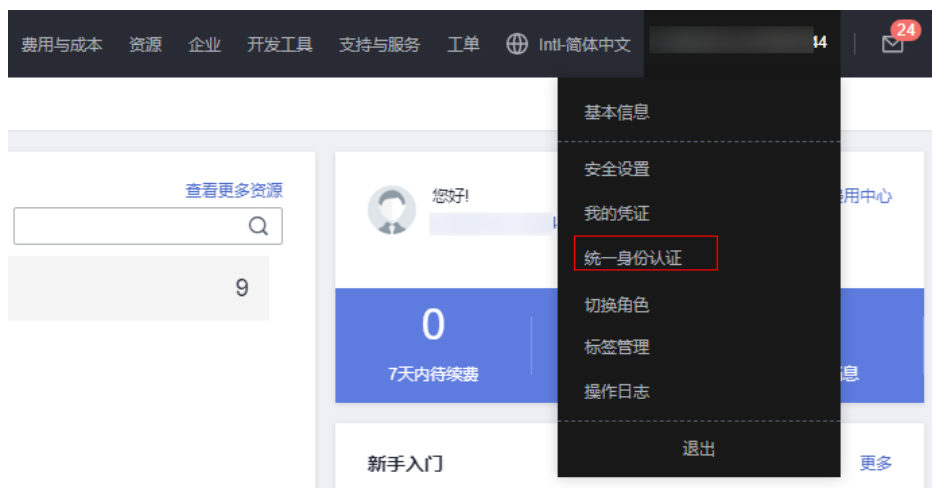 费用与成本 资源 企业 开发工具 支持与服务 工单 Intl-简体中文 44 24
基本信息
安全设置
查看更多资源 您好! 用中心
我的凭证
统一身份认证
9
切换角色
0
标签管理
7天内待续费 息
操作日志
退出
新手入门 更多